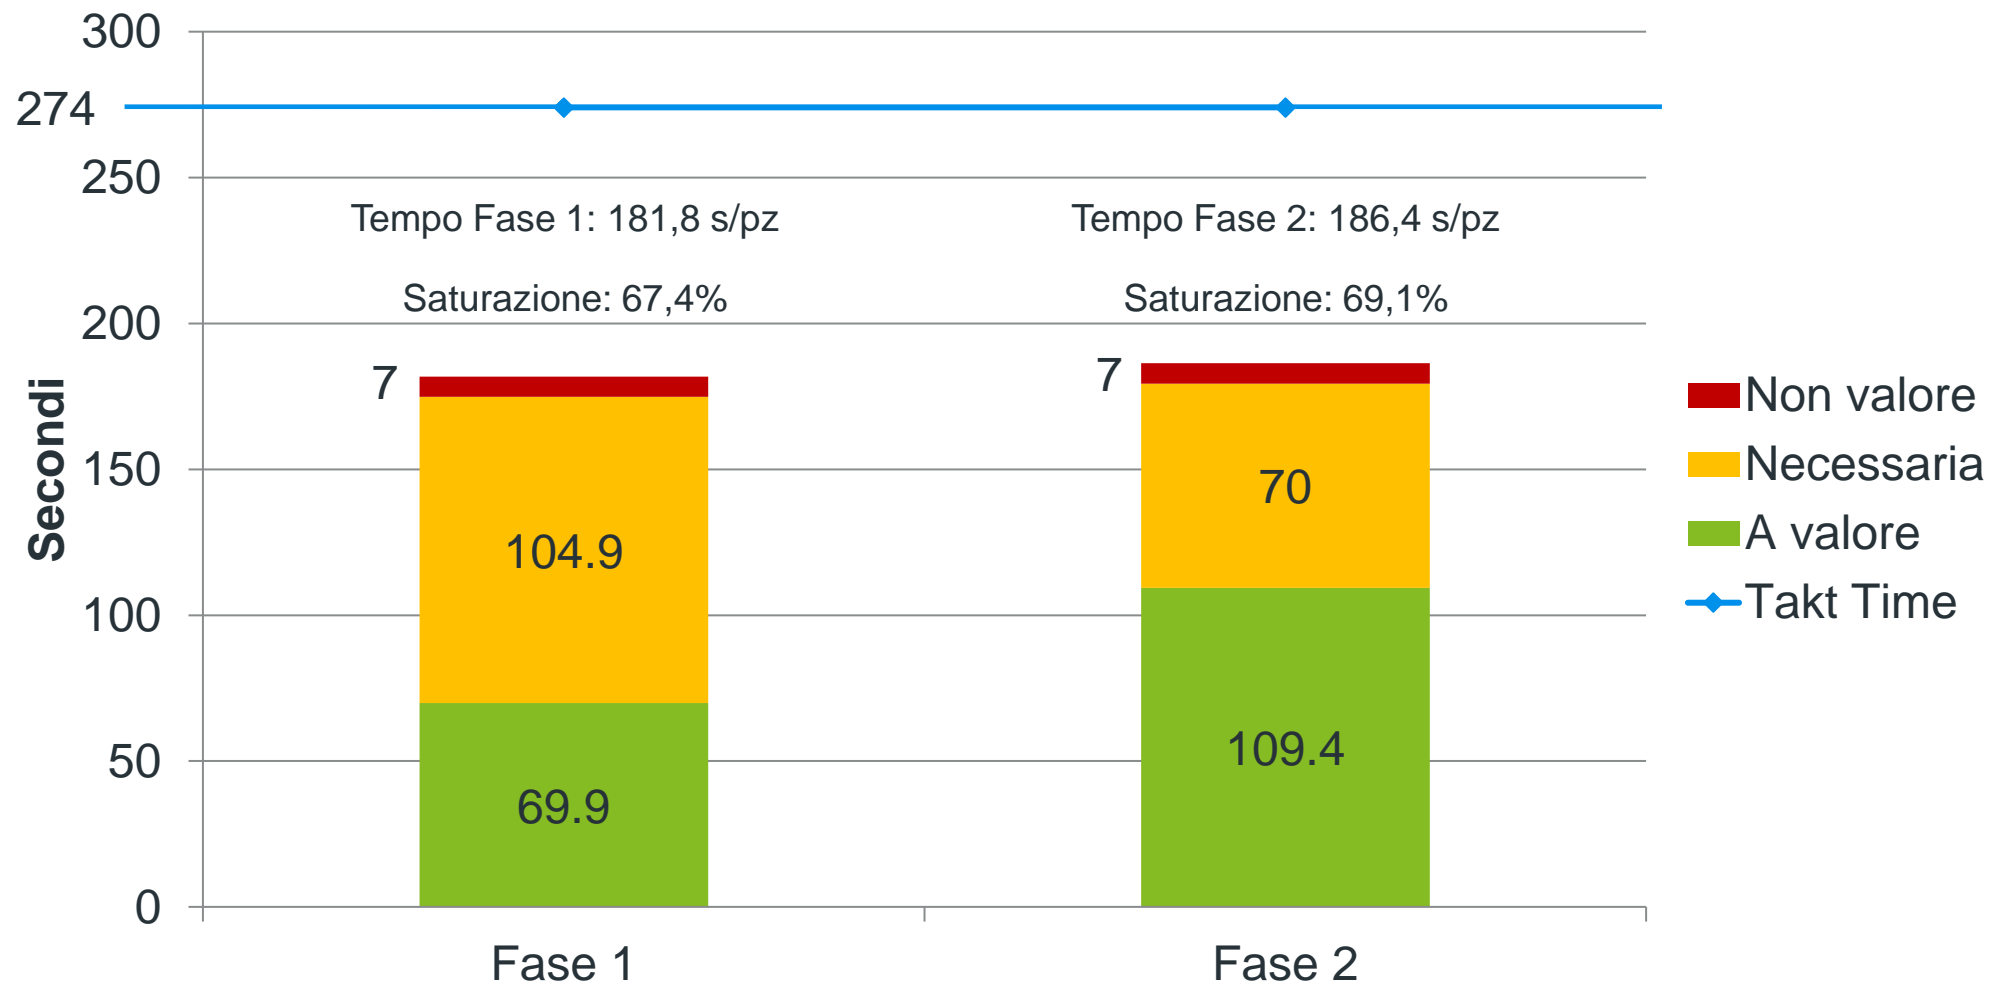 300
274
250
Tempo Fase 1: 181,8 s/pz
Tempo Fase 2: 186,4 s/pz
Saturazione: 67,4%
Saturazione: 69,1%
200
7
7
Secondi
Non valore
Necessaria
A valore
Takt Time
150
70
104.9
100
109.4
50
69.9
0
Fase 1
Fase 2